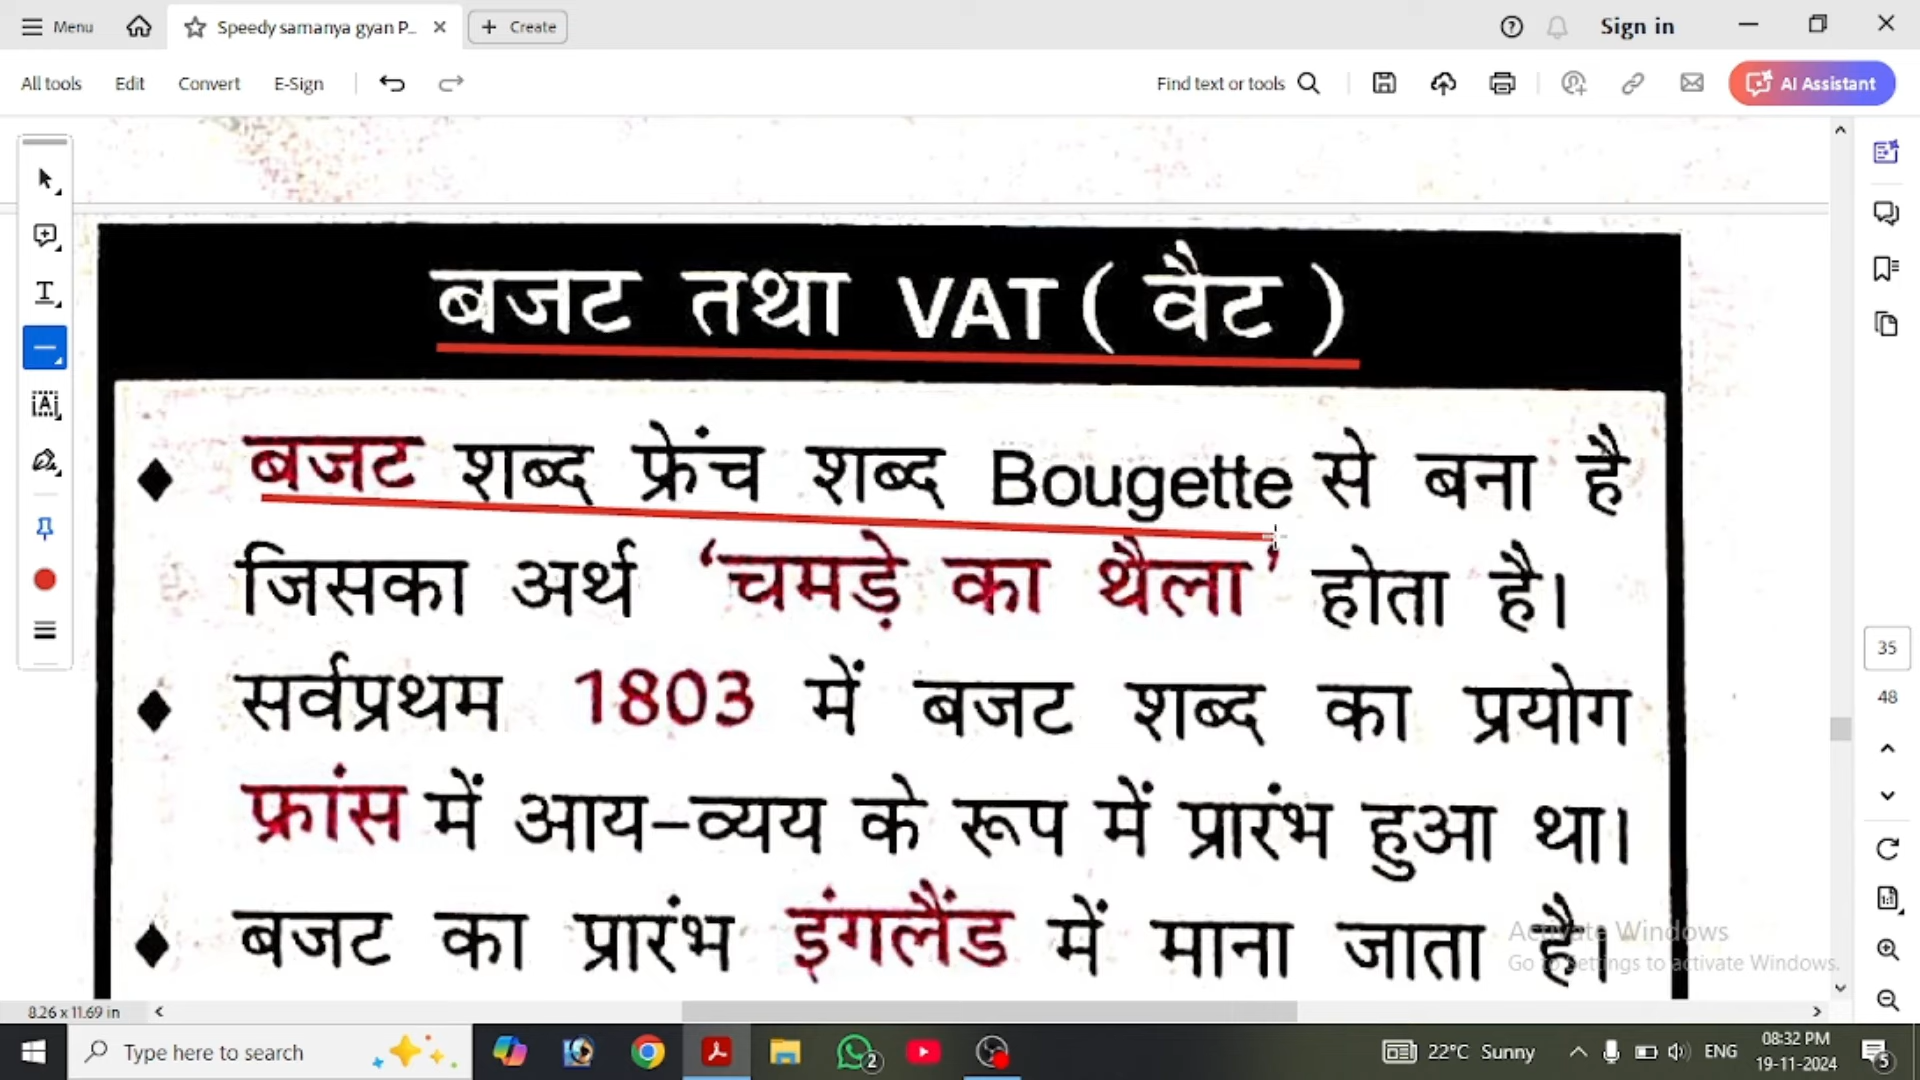 Menu
Speedy samanya gyan P...
Create
Sign in
All tools
Edit
Convert
E-Sign
Find text or tools
AI Assistant
बजट तथा VAT ( वैट )
♦ बजट शब्द फ्रेंच शब्द Bougette से बना है
जिसका अर्थ ‘चमड़े का थैला’ होता है।
♦ सर्वप्रथम 1803 में बजट शब्द का प्रयोग
फ्रांस में आय-व्यय के रूप में प्रारंभ हुआ था।
♦ बजट का प्रारंभ इंगलैंड में माना जाता है।
35
48
Activate Windows
Go to Settings to activate Windows.
8.26 x 11.69 in
Type here to search
2
22°C Sunny
ENG
08:32 PM
19-11-2024
5